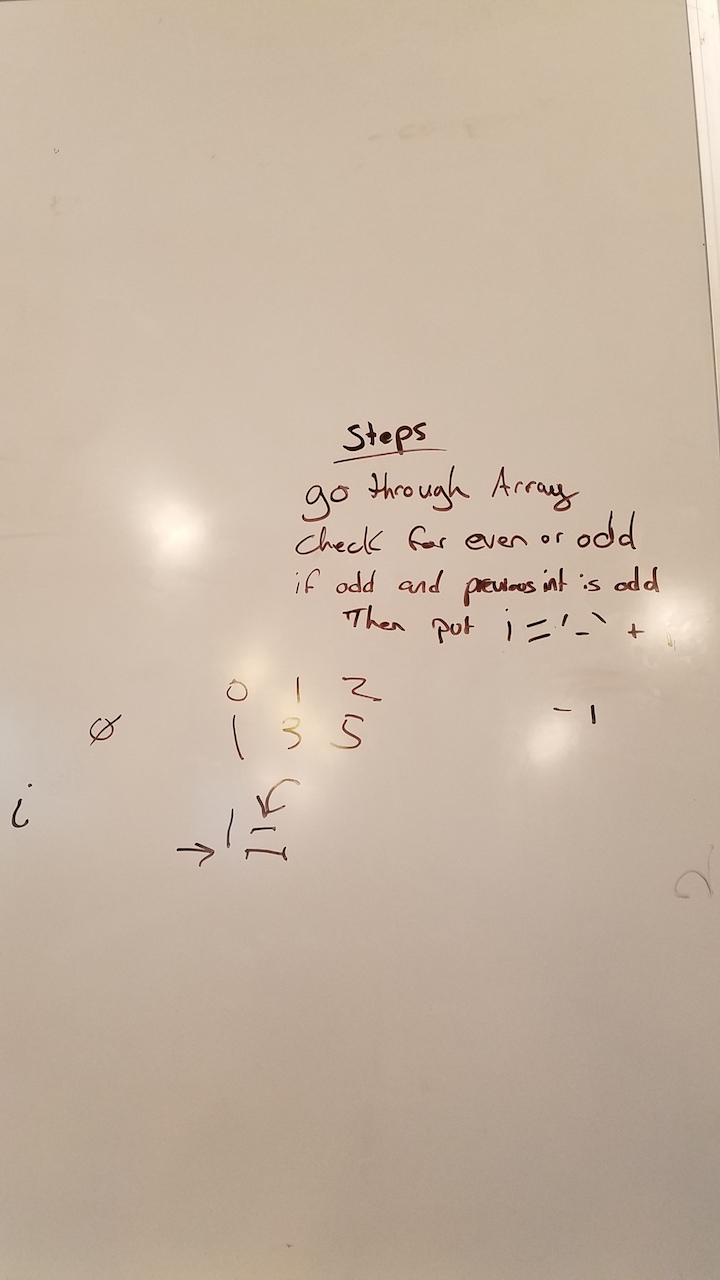 Steps
go through Array
check for even or odd
if odd and previous int is odd
Then put i = '-' +
0 1 2
- 1
ø 1 3 5
i
→ 1 -